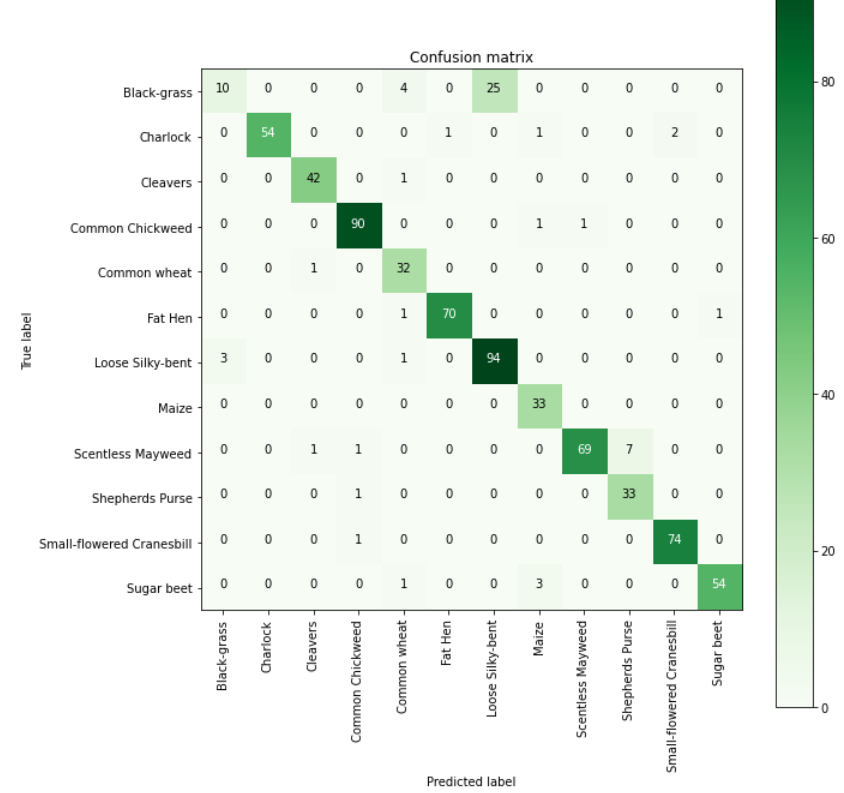 Confusion matrix
Black-grass 10 0 0 0 4 0 25 0 0 0 0 0
Charlock 0 54 0 0 0 1 0 1 0 0 2 0
Cleavers 0 0 42 0 1 0 0 0 0 0 0 0
Common Chickweed 0 0 0 90 0 0 0 1 1 0 0 0
Common wheat 0 0 1 0 32 0 0 0 0 0 0 0
Fat Hen 0 0 0 0 1 70 0 0 0 0 0 1
Loose Silky-bent 3 0 0 0 1 0 94 0 0 0 0 0
Maize 0 0 0 0 0 0 0 33 0 0 0 0
Scentless Mayweed 0 0 1 1 0 0 0 0 69 7 0 0
Shepherds Purse 0 0 0 1 0 0 0 0 0 33 0 0
Small-flowered Cranesbill 0 0 0 1 0 0 0 0 0 0 74 0
Sugar beet 0 0 0 0 1 0 0 3 0 0 0 54
True label
Black-grass
Charlock
Cleavers
Common Chickweed
Common wheat
Fat Hen
Loose Silky-bent
Maize
Scentless Mayweed
Shepherds Purse
Small-flowered Cranesbill
Sugar beet
Predicted label
80
60
40
20
0